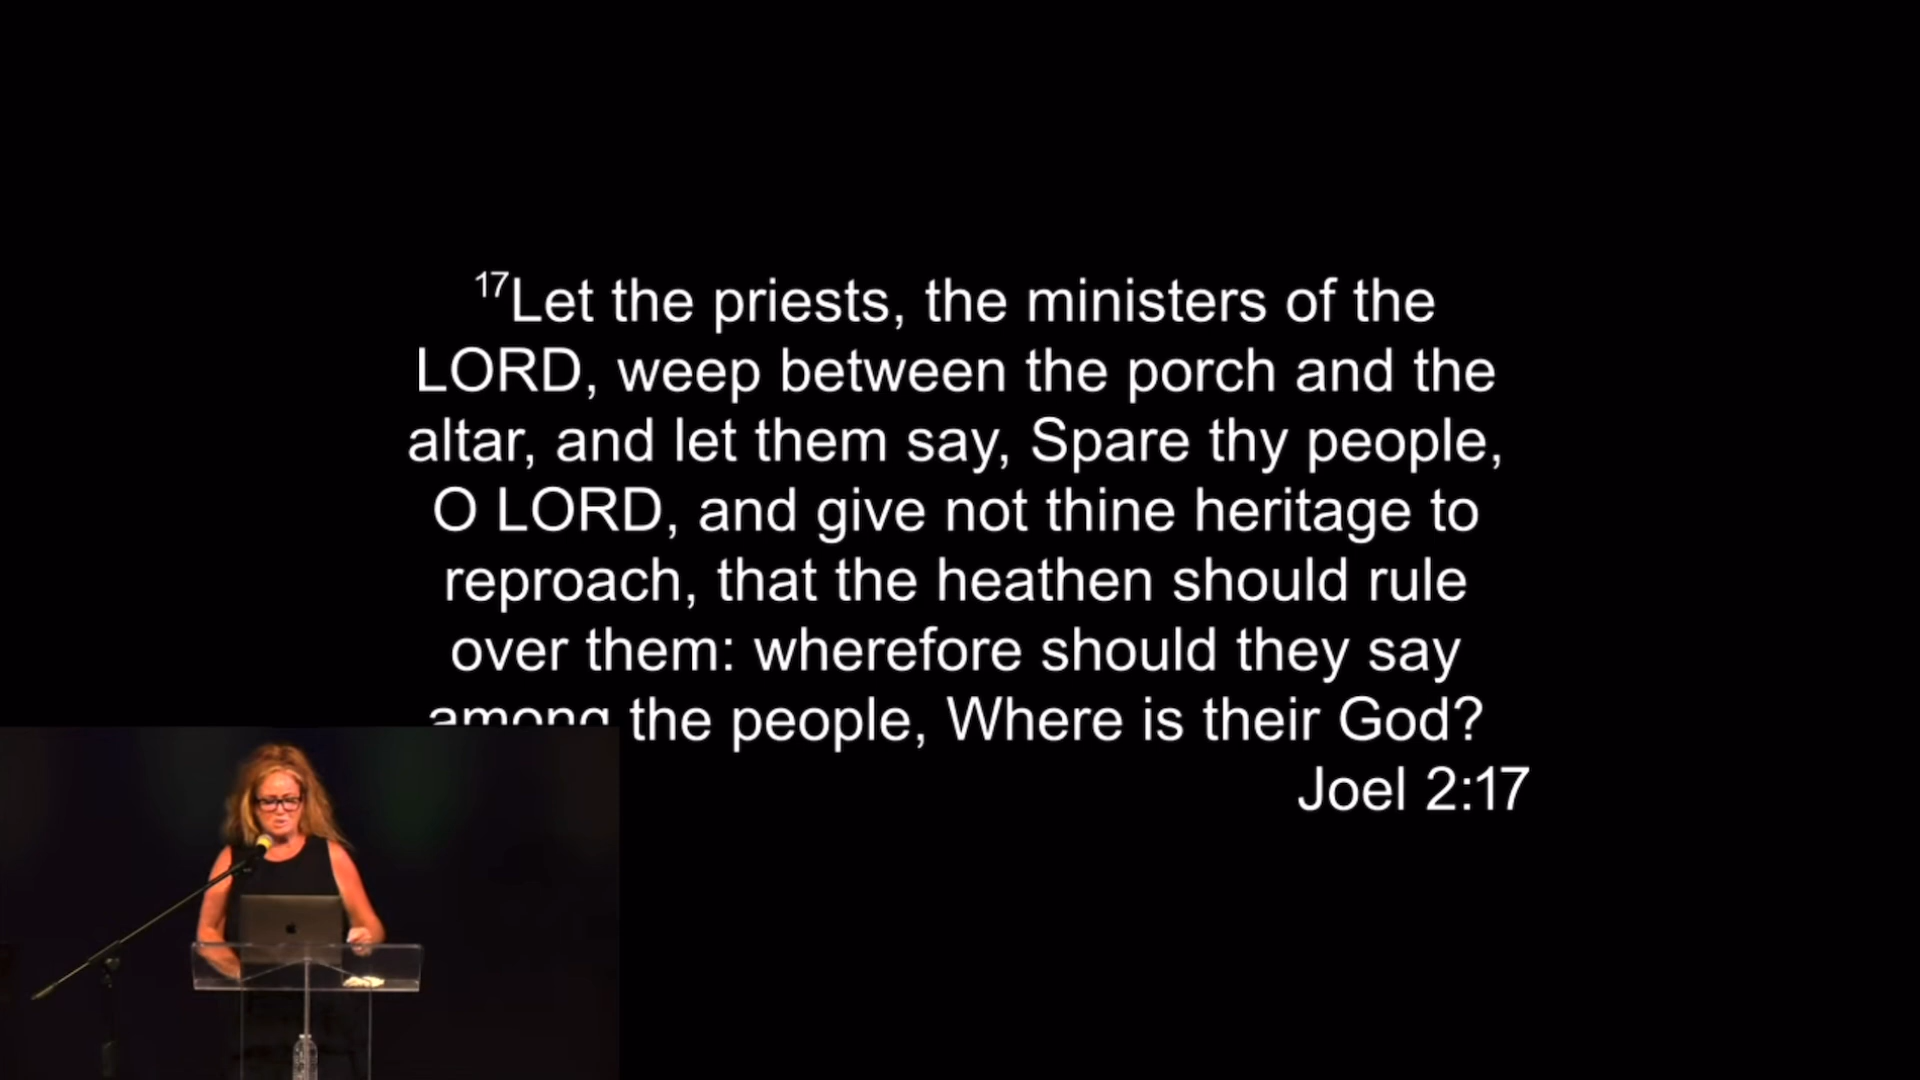 17Let the priests, the ministers of the
LORD, weep between the porch and the
altar, and let them say, Spare thy people,
O LORD, and give not thine heritage to
reproach, that the heathen should rule
over them: wherefore should they say
among the people, Where is their God?
Joel 2:17